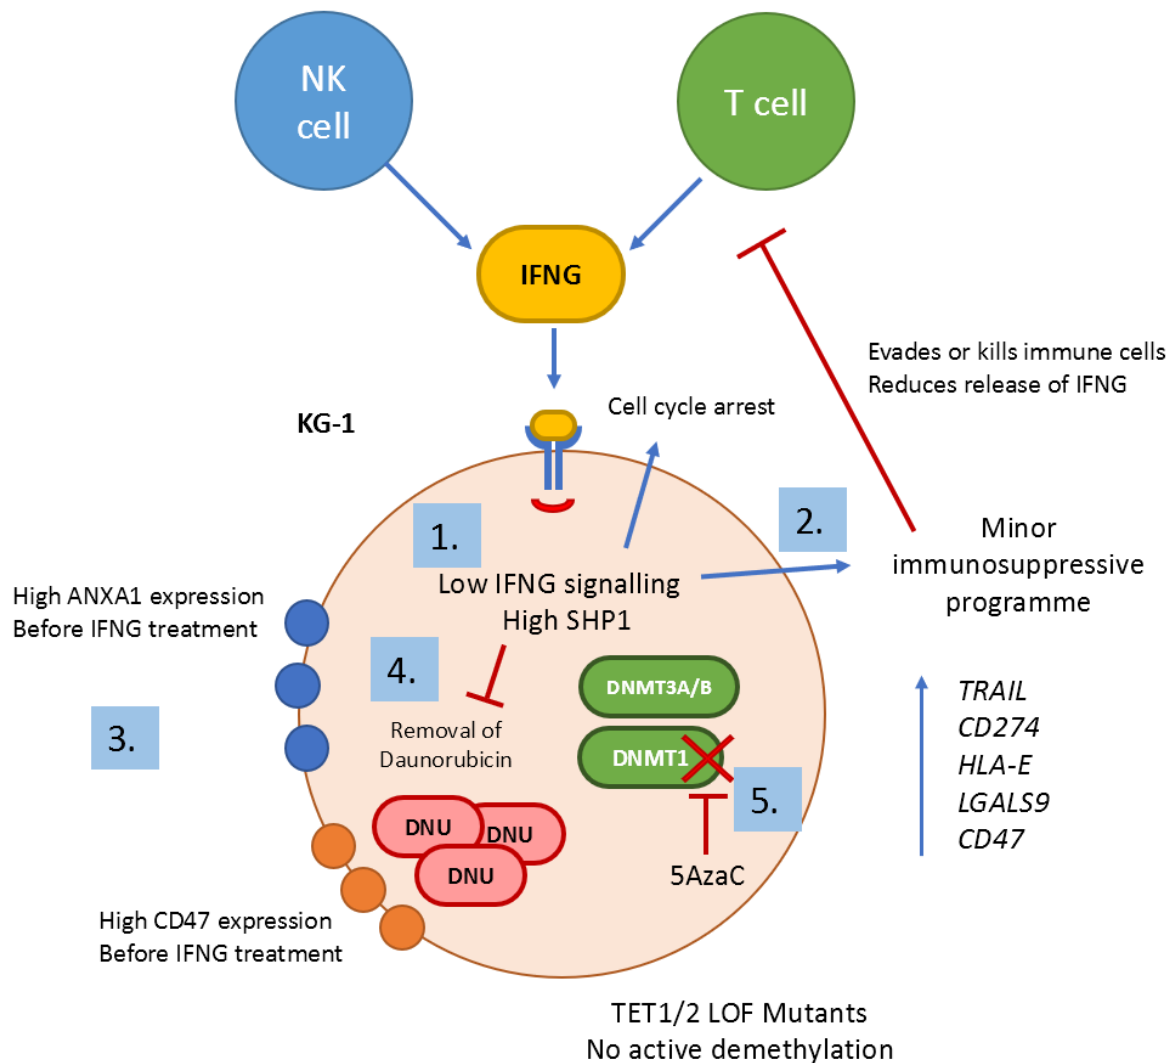 NK
cell
T cell
IFNG
Evades or kills immune cells
Reduces release of IFNG
Cell cycle arrest
KG-1
1.
2.
Low IFNG signalling
High SHP1
Minor
immunosuppressive
programme
High ANXA1 expression
Before IFNG treatment
3.
4.
Removal of
Daunorubicin
DNMT3A/B
DNMT1
5.
5AzaC
TRAIL
CD274
HLA-E
LGALS9
CD47
DNU
DNU
DNU
High CD47 expression
Before IFNG treatment
TET1/2 LOF Mutants
No active demethylation